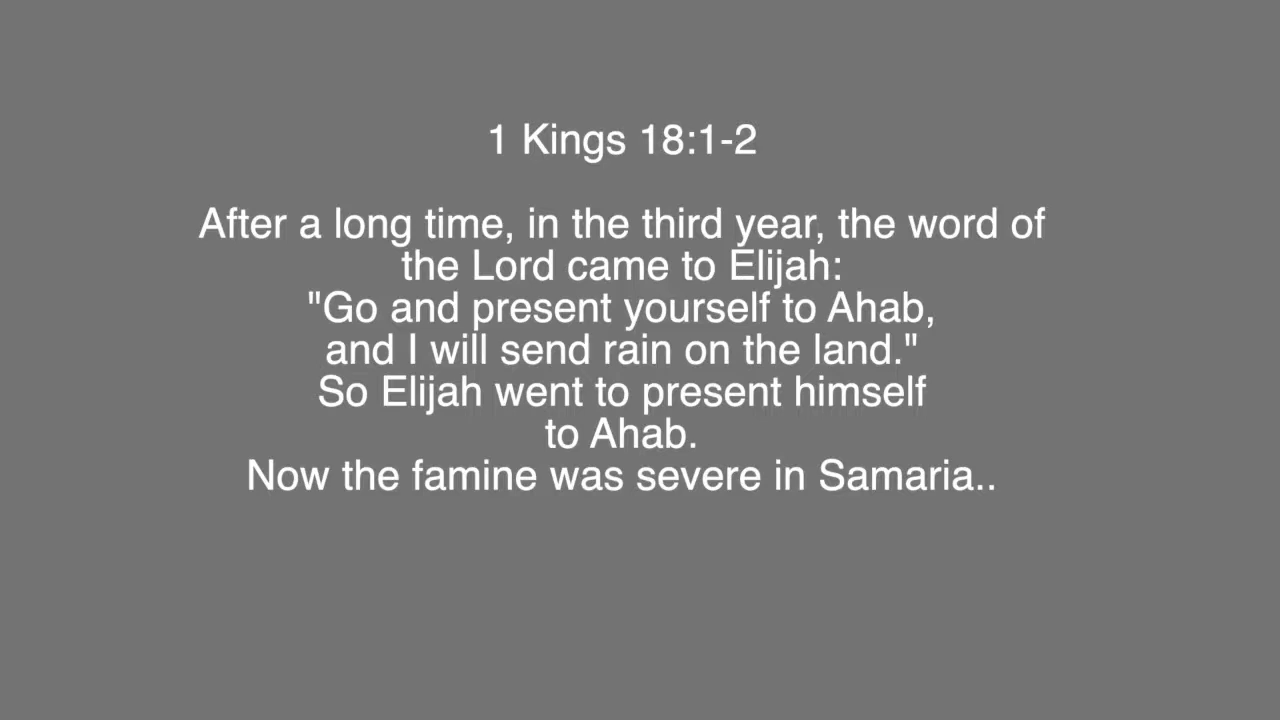 1 Kings 18:1-2
After a long time, in the third year, the word of
the Lord came to Elijah:
"Go and present yourself to Ahab,
and I will send rain on the land."
So Elijah went to present himself
to Ahab.
Now the famine was severe in Samaria..